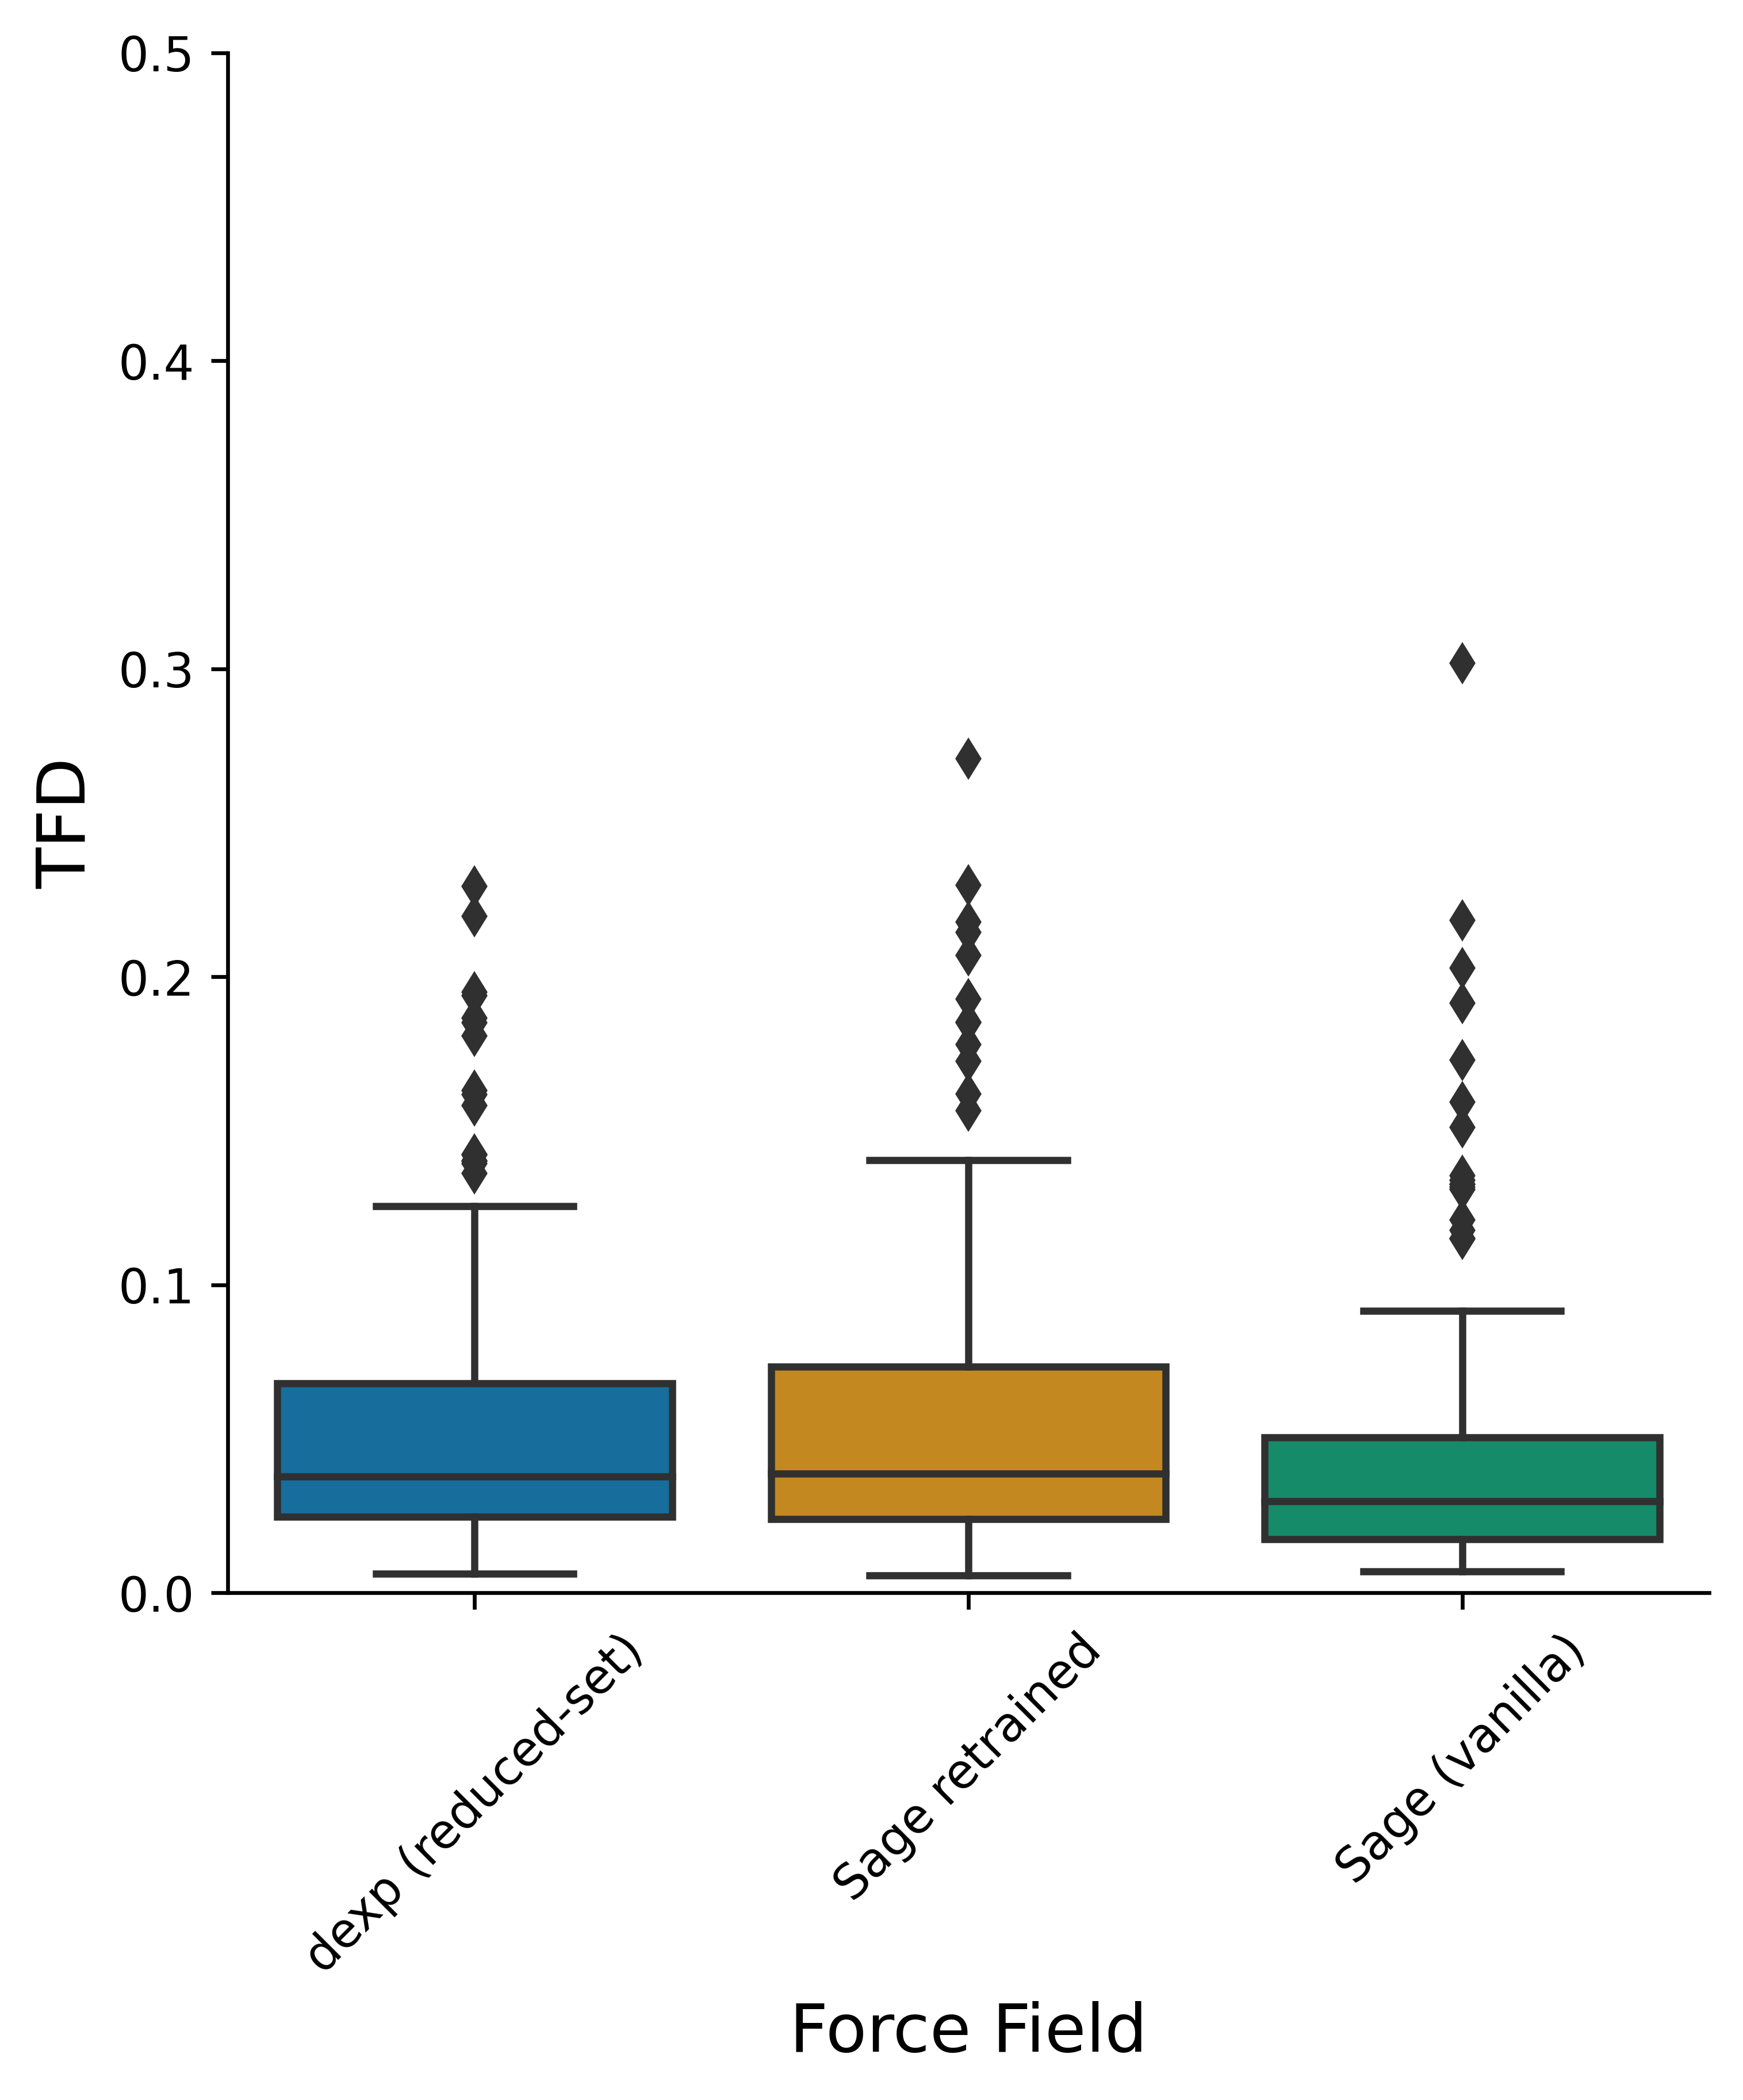 0.5
0.4
0.3
0.2
0.1
0.0
TFD
dexp (reduced-set)
Sage retrained
Sage (vanilla)
Force Field